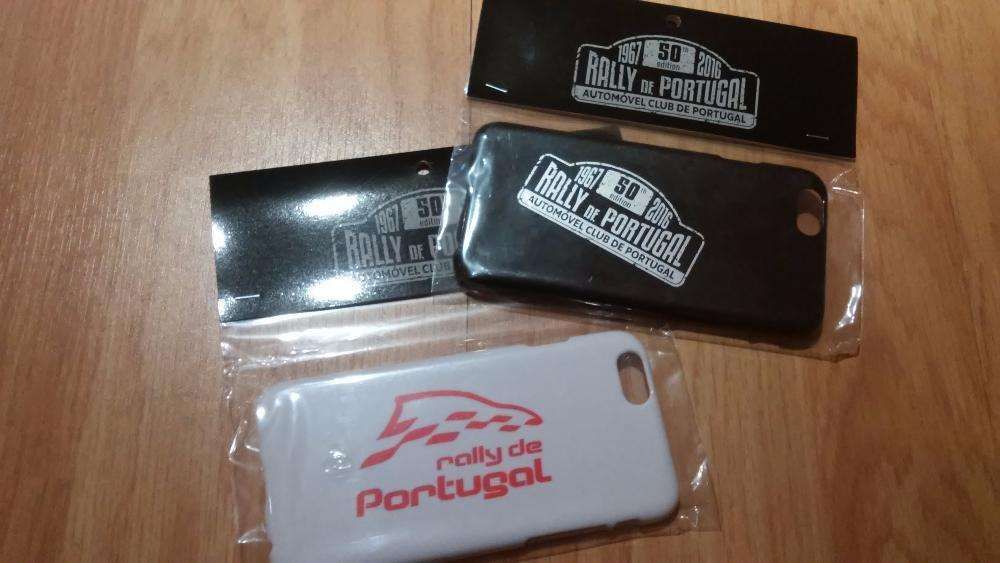 1967 50th edition 2016
RALLY DE PORTUGAL
AUTOMÓVEL CLUB DE PORTUGAL
1967 50th edition 2016
RALLY DE PORTUGAL
AUTOMÓVEL CLUB DE PORTUGAL
1967 50 edition
RALLY DE
AUTOMÓVEL CLUB
rally de
Portugal